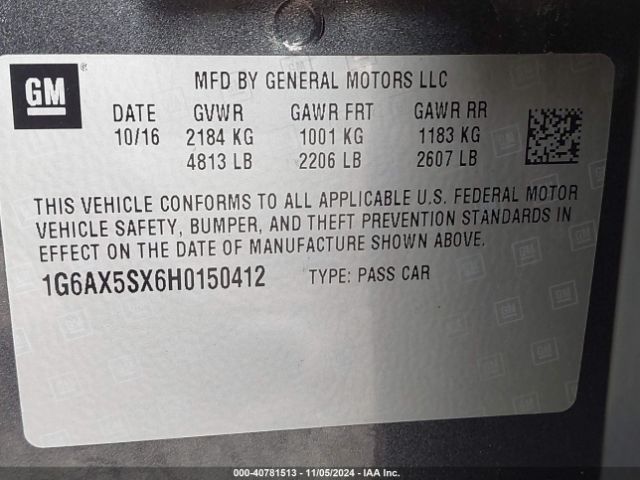 GM ®
MFD BY GENERAL MOTORS LLC
DATE GVWR GAWR FRT GAWR RR
10/16 2184 KG 1001 KG 1183 KG
4813 LB 2206 LB 2607 LB
THIS VEHICLE CONFORMS TO ALL APPLICABLE U.S. FEDERAL MOTOR
VEHICLE SAFETY, BUMPER, AND THEFT PREVENTION STANDARDS IN
EFFECT ON THE DATE OF MANUFACTURE SHOWN ABOVE.
1G6AX5SX6H0150412 TYPE: PASS CAR
000-40781513 - 11/05/2024 - IAA Inc.